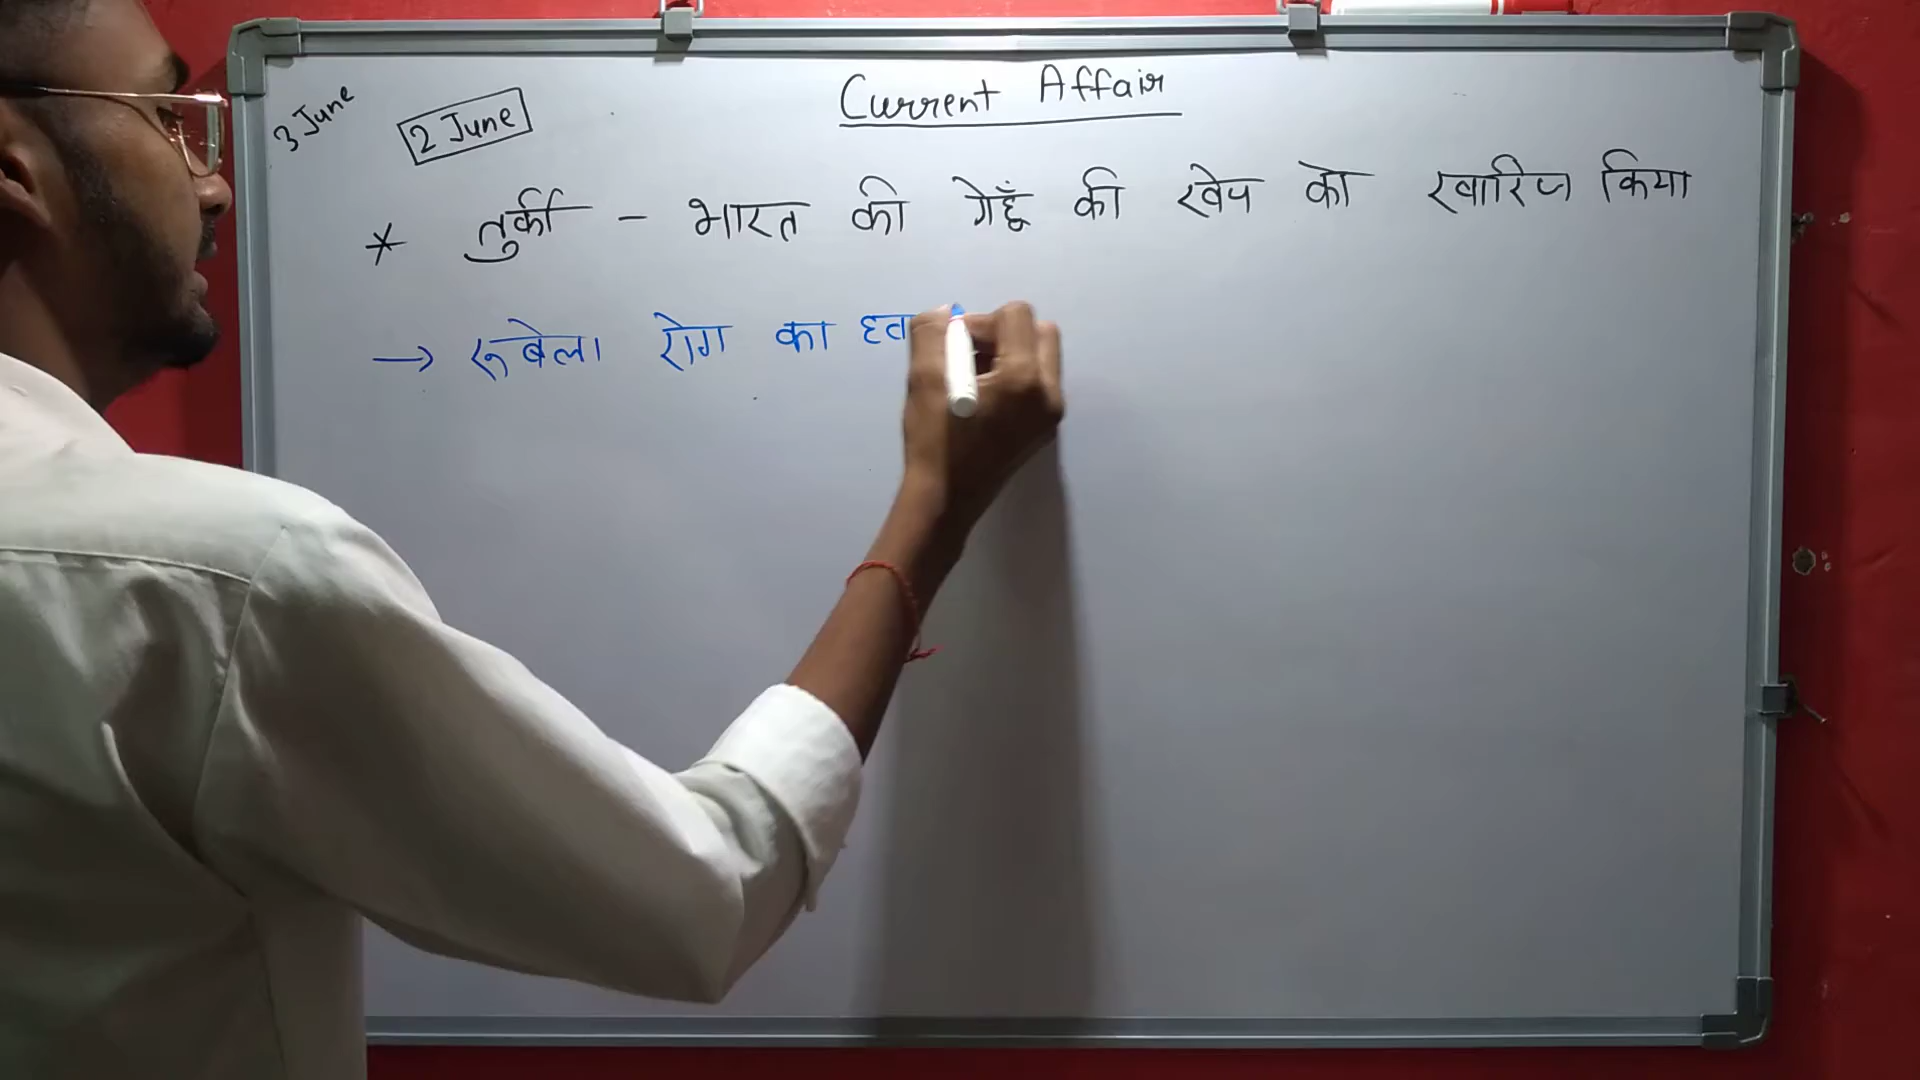 Current Affair
3 June
2 June
* तुर्की - भारत की गेहूँ की खेप को खारिज किया
→ रूबेला रोग का